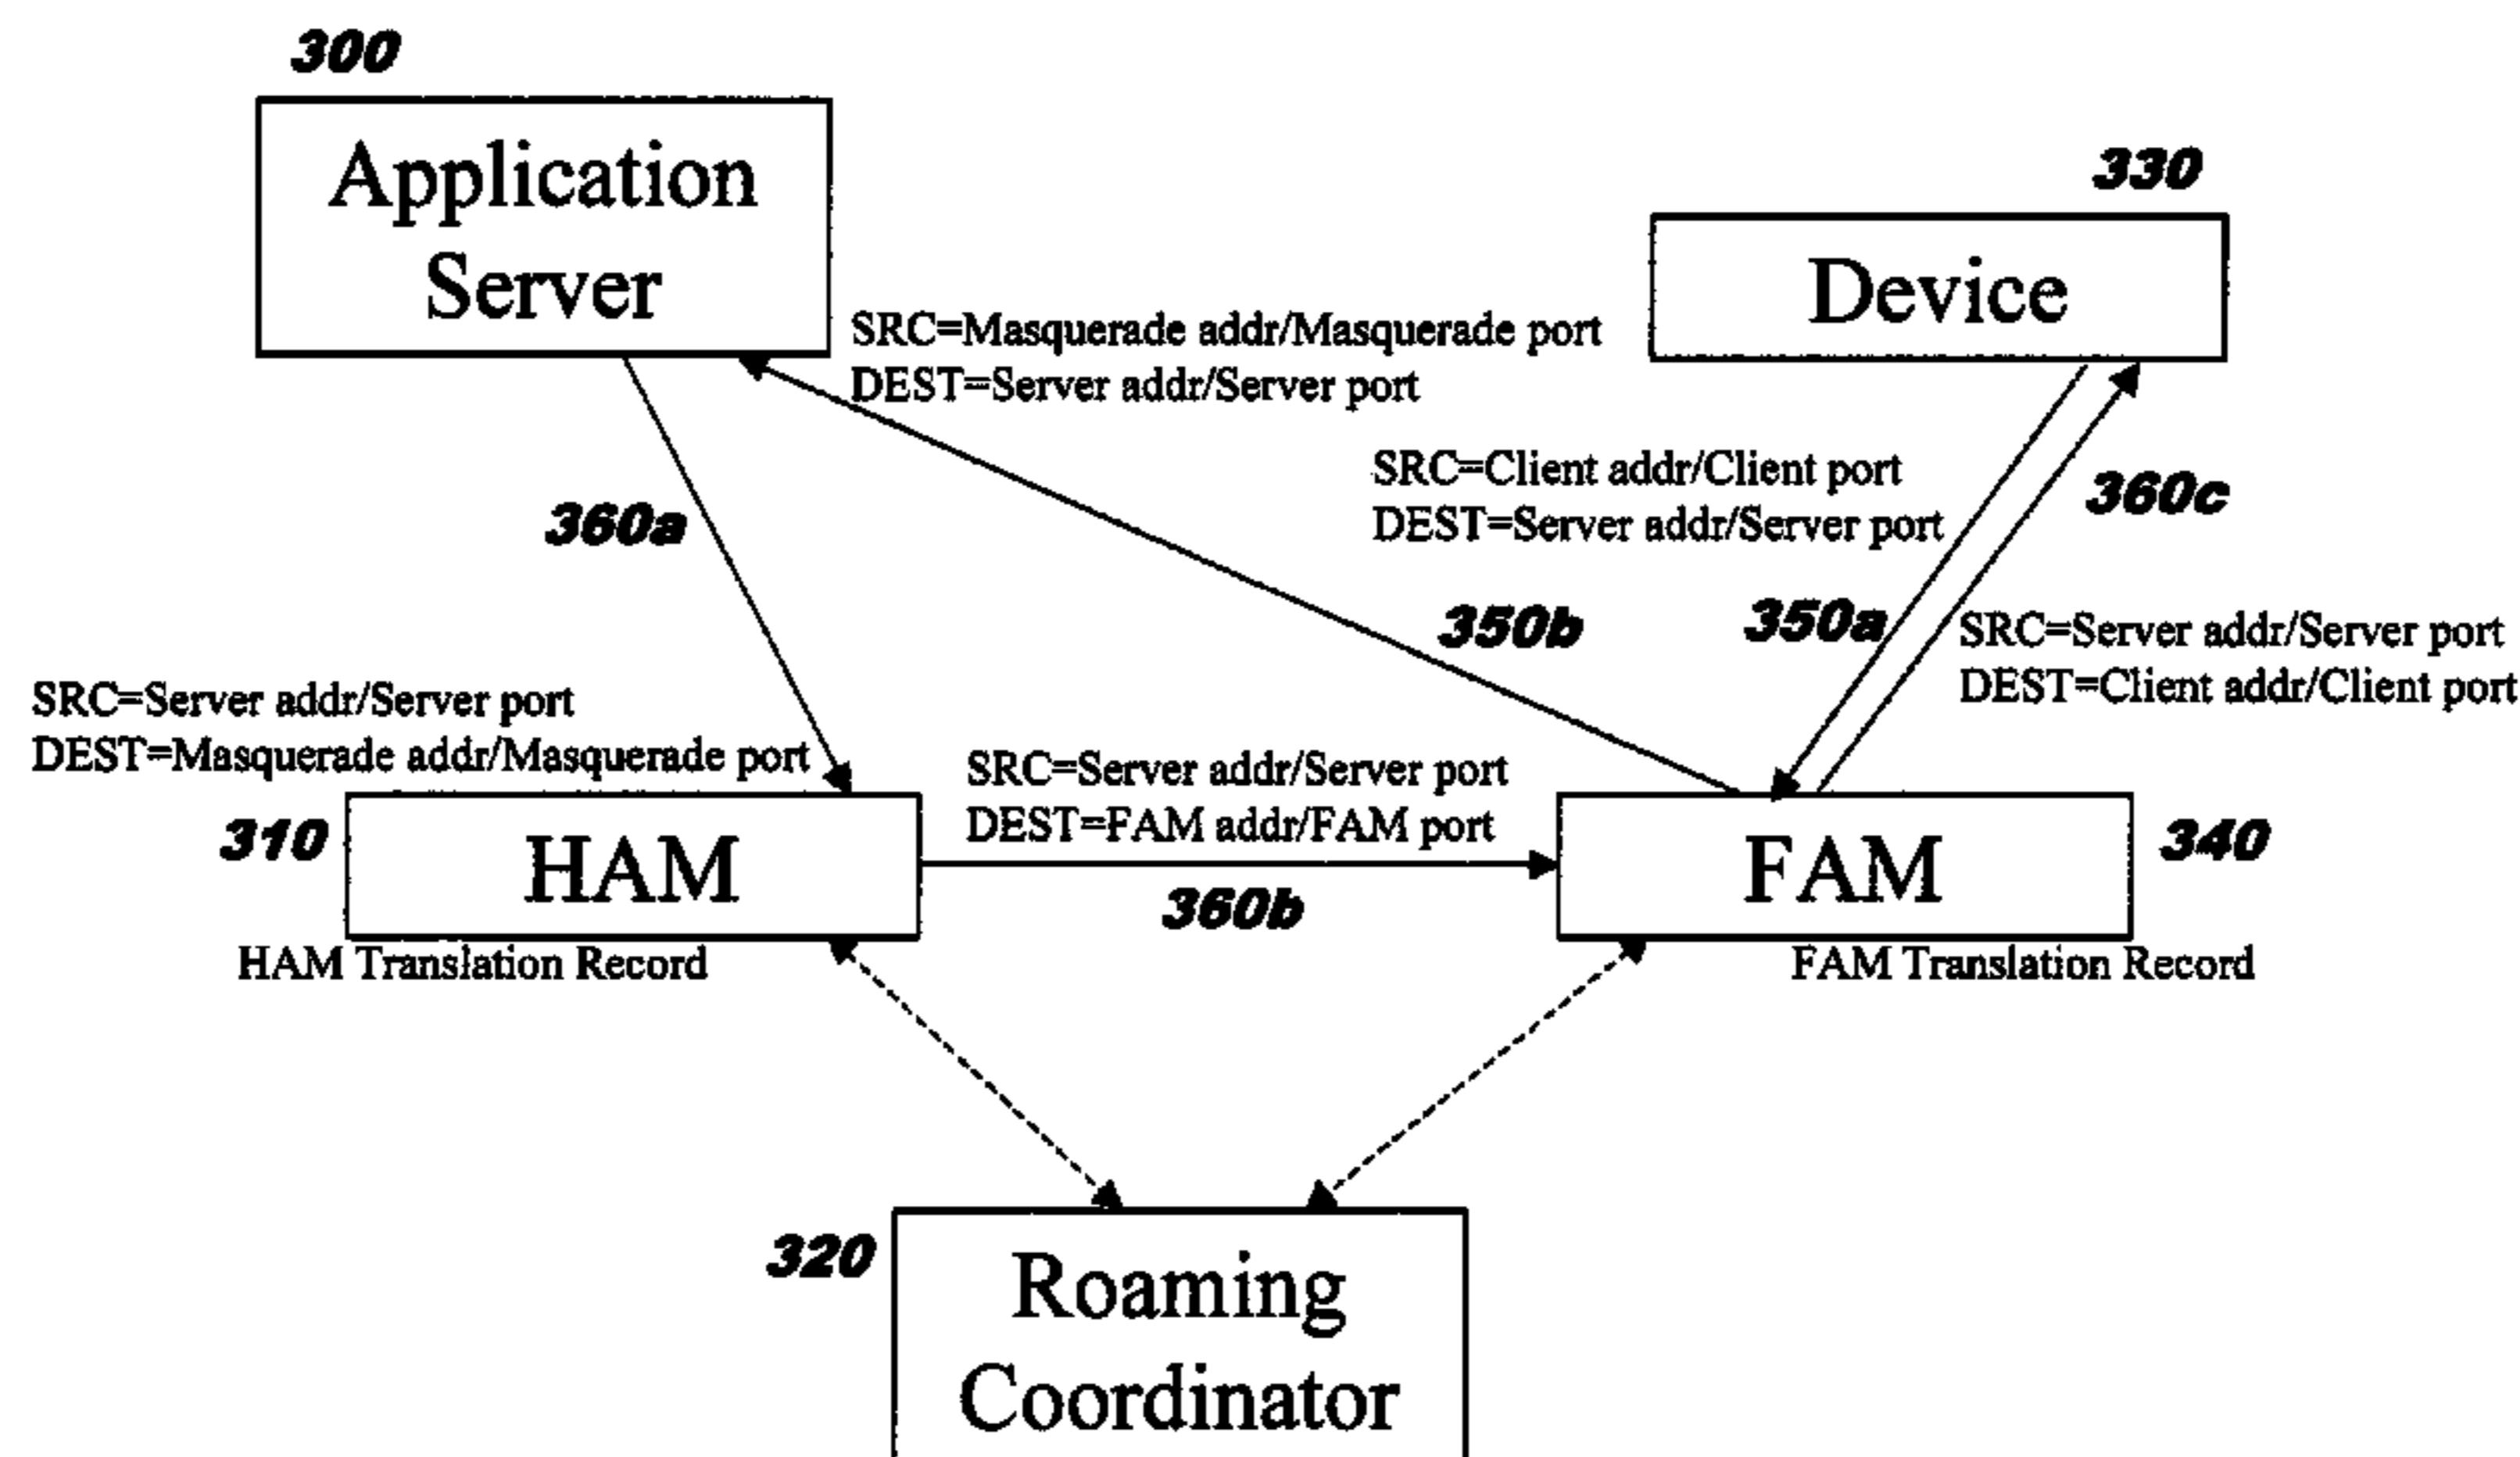 300
Application
Server
330
Device
SRC=Masquerade addr/Masquerade port
DEST=Server addr/Server port
SRC=Client addr/Client port
DEST=Server addr/Server port
360c
360a
350b
350a
SRC=Server addr/Server port
DEST=Client addr/Client port
SRC=Server addr/Server port
DEST=Masquerade addr/Masquerade port
SRC=Server addr/Server port
DEST=FAM addr/FAM port
310
HAM
360b
FAM
340
HAM Translation Record
FAM Translation Record
320
Roaming
Coordinator